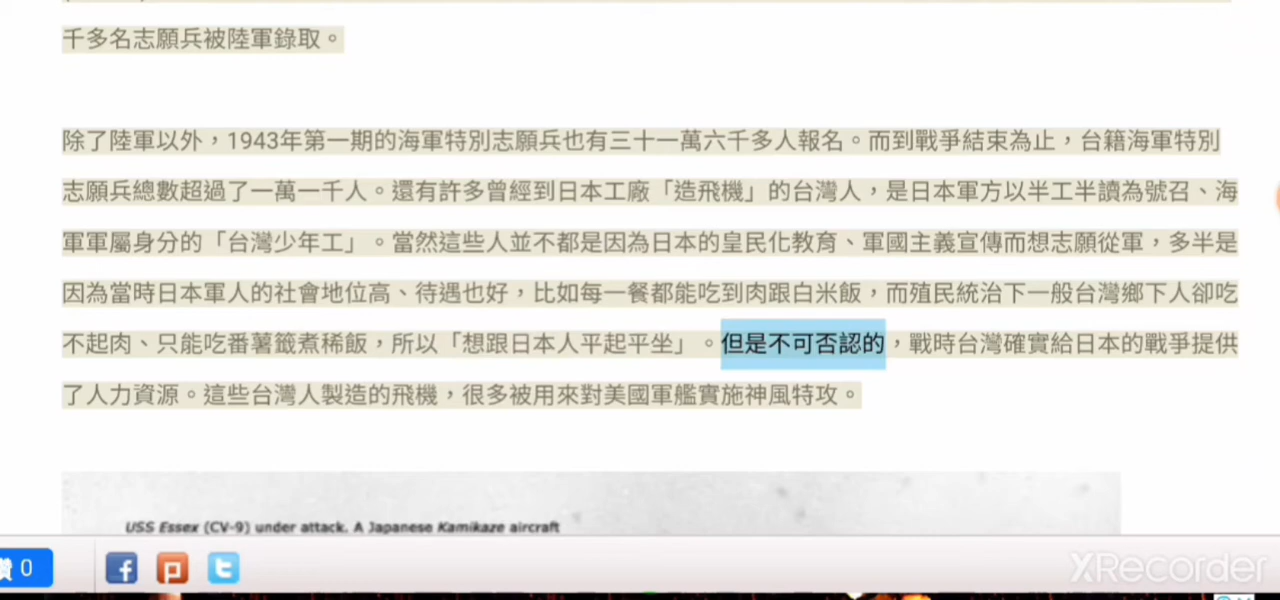 千多名志願兵被陸軍錄取。
除了陸軍以外，1943年第一期的海軍特別志願兵也有三十一萬六千多人報名。而到戰爭結束為止，台籍海軍特別
志願兵總數超過了一萬一千人。還有許多曾經到日本工廠「造飛機」的台灣人，是日本軍方以半工半讀為號召、海
軍軍屬身分的「台灣少年工」。當然這些人並不都是因為日本的皇民化教育、軍國主義宣傳而想志願從軍，多半是
因為當時日本軍人的社會地位高、待遇也好，比如每一餐都能吃到肉跟白米飯，而殖民統治下一般台灣鄉下人卻吃
不起肉、只能吃番薯籤煮稀飯，所以「想跟日本人平起平坐」。但是不可否認的，戰時台灣確實給日本的戰爭提供
了人力資源。這些台灣人製造的飛機，很多被用來對美國軍艦實施神風特攻。
USS Essex (CV-9) under attack. A Japanese Kamikaze aircraft
讚 0
XRecorder